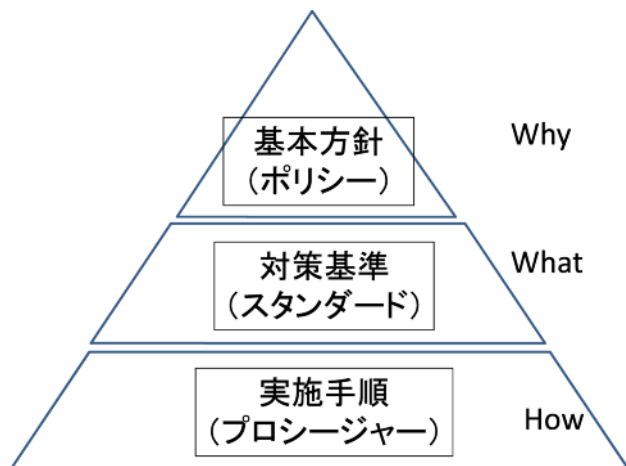 基本方針
(ポリシー)
Why
対策基準
(スタンダード)
What
実施手順
(プロシージャー)
How